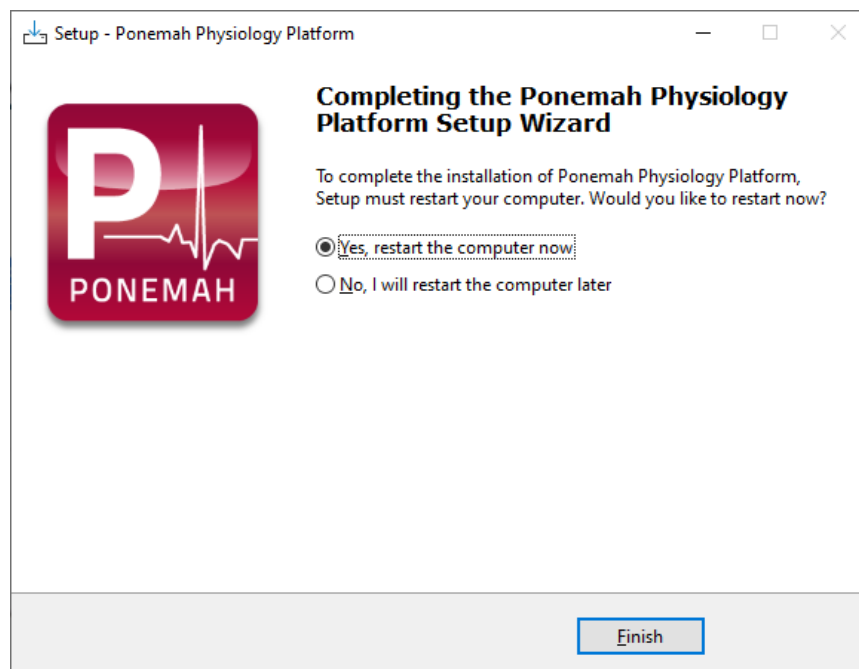 Setup - Ponemah Physiology Platform
Completing the Ponemah Physiology
Platform Setup Wizard
To complete the installation of Ponemah Physiology Platform,
Setup must restart your computer. Would you like to restart now?
Yes, restart the computer now
No, I will restart the computer later
P
PONEMAH
Finish